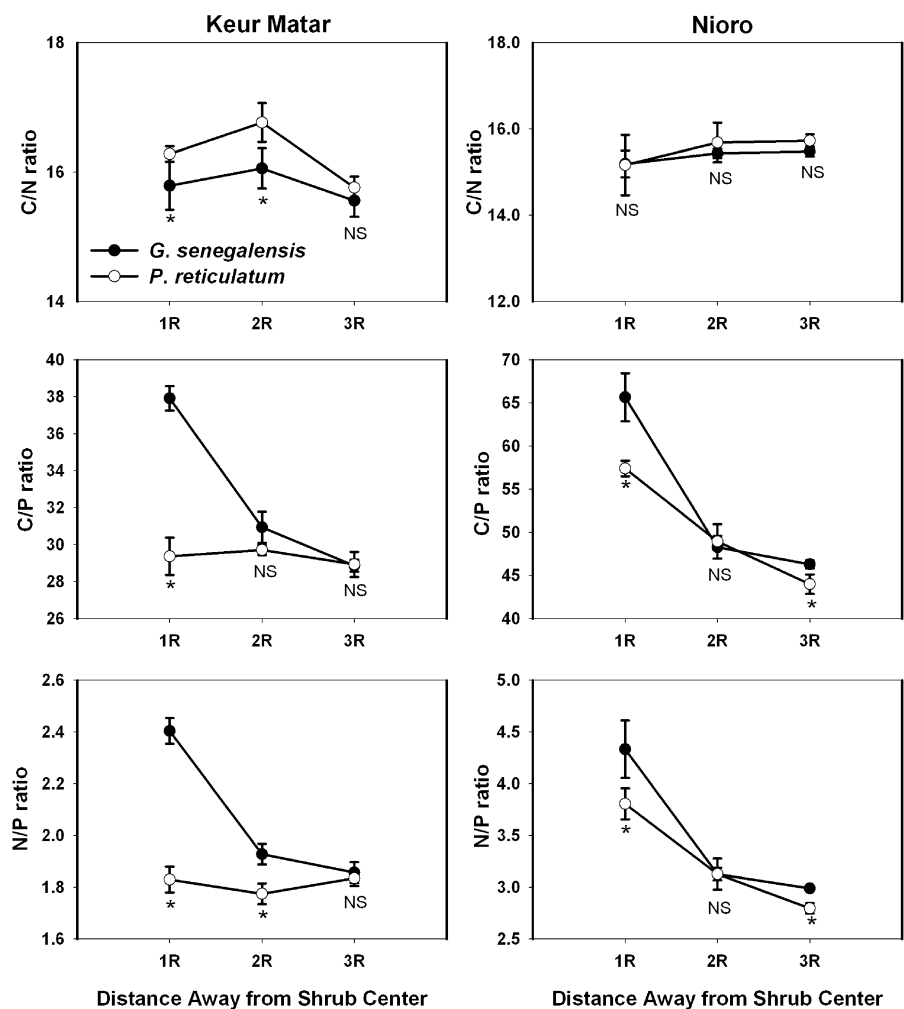 Keur Matar
Nioro
18
16
14
C/N ratio
*
*
NS
G. senegalensis
P. reticulatum
1R 2R 3R
18.0
16.0
14.0
12.0
C/N ratio
NS
NS
NS
1R 2R 3R
40
38
36
34
32
30
28
26
C/P ratio
*
NS
NS
1R 2R 3R
70
65
60
55
50
45
40
C/P ratio
*
NS
*
1R 2R 3R
2.6
2.4
2.2
2.0
1.8
1.6
N/P ratio
*
*
NS
1R 2R 3R
Distance Away from Shrub Center
5.0
4.5
4.0
3.5
3.0
2.5
N/P ratio
*
NS
*
1R 2R 3R
Distance Away from Shrub Center